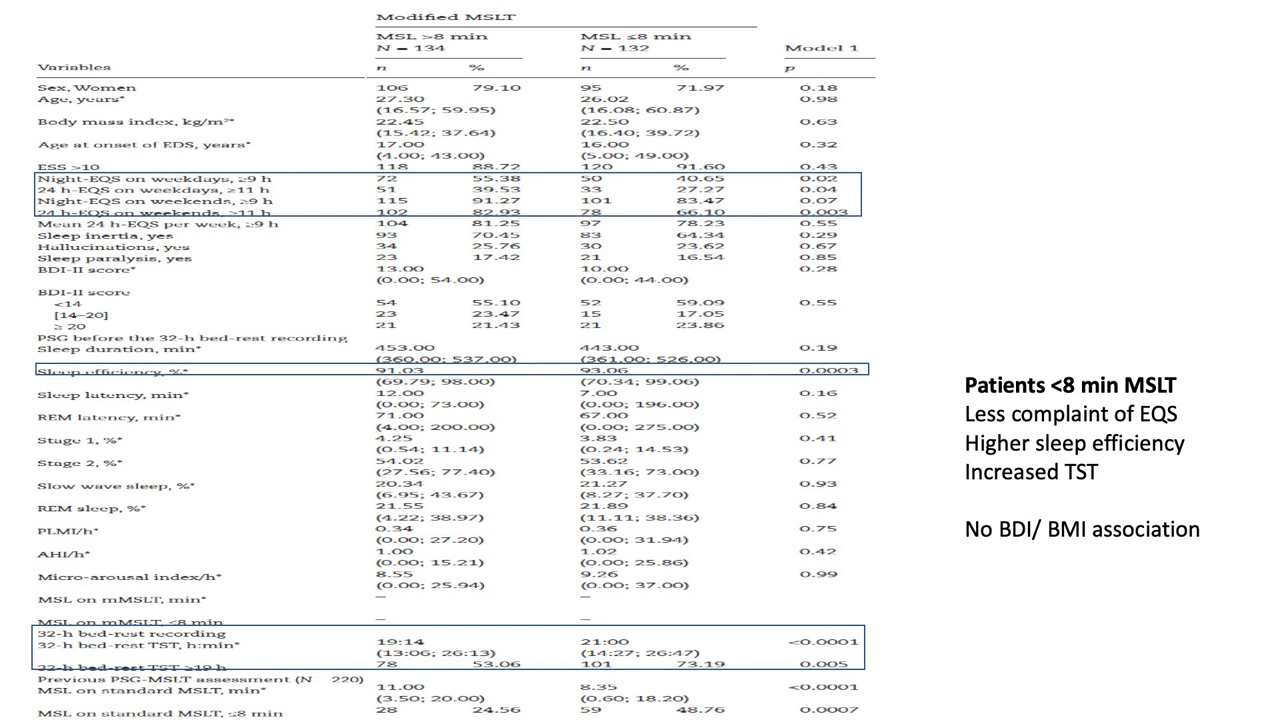 Modified MSLT
MSL >8 min MSL ≤8 min
N = 134 N = 132 Model 1
Variables n % n % p
Sex, Women 106 79.10 95 71.97 0.18
Age, years* 27.30 26.02 0.98
(16.57; 59.95) (16.08; 60.87)
Body mass index, kg/m²* 22.45 22.50 0.63
(15.42; 37.64) (16.40; 39.72)
Age at onset of EDS, years* 17.00 16.00 0.32
(4.00; 43.00) (5.00; 49.00)
ESS >10 118 88.72 120 91.60 0.43
Night-EQS on weekdays, ≥9 h 72 55.38 50 40.65 0.02
24 h-EQS on weekdays, ≥11 h 51 39.53 33 27.27 0.04
Night-EQS on weekends, ≥9 h 115 91.27 101 83.47 0.07
24 h-EQS on weekends, ≥11 h 102 82.93 78 66.10 0.003
Mean 24 h-EQS per week, ≥9 h 104 81.25 97 78.23 0.55
Sleep inertia, yes 93 70.45 83 64.34 0.29
Hallucinations, yes 34 25.76 30 23.62 0.67
Sleep paralysis, yes 23 17.42 21 16.54 0.85
BDI-II score* 13.00 10.00 0.28
(0.00; 54.00) (0.00; 44.00)
BDI-II score
<14 54 55.10 52 59.09 0.55
[14–20] 23 23.47 15 17.05
≥ 20 21 21.43 21 23.86
PSG before the 32-h bed-rest recording
Sleep duration, min* 453.00 443.00 0.19
(360.00; 537.00) (361.00; 526.00)
Sleep efficiency, %* 91.03 93.06 0.0003
(69.79; 98.00) (70.34; 99.06)
Sleep latency, min* 12.00 7.00 0.16
(0.00; 73.00) (0.00; 196.00)
REM latency, min* 71.00 67.00 0.52
(4.00; 200.00) (0.00; 275.00)
Stage 1, %* 4.25 3.83 0.41
(0.54; 11.14) (0.24; 14.53)
Stage 2, %* 54.02 53.62 0.77
(27.56; 77.40) (33.16; 73.00)
Slow wave sleep, %* 20.34 21.27 0.93
(6.95; 43.67) (8.27; 37.70)
REM sleep, %* 21.55 21.89 0.84
(4.22; 38.97) (11.11; 38.36)
PLMI/h* 0.34 0.36 0.75
(0.00; 27.20) (0.00; 31.94)
AHI/h* 1.00 1.02 0.42
(0.00; 15.21) (0.00; 25.86)
Micro-arousal index/h* 8.55 9.26 0.99
(0.00; 25.94) (0.00; 37.00)
MSL on mMSLT, min* – –
MSL on mMSLT, ≤8 min – –
32-h bed-rest recording
32-h bed-rest TST, h:min* 19:14 21:00 <0.0001
(13:06; 26:13) (14:27; 26:47)
32-h bed-rest TST ≥19 h 78 53.06 101 73.19 0.005
Previous PSG-MSLT assessment (N 220)
MSL on standard MSLT, min* 11.00 8.35 <0.0001
(3.50; 20.00) (0.60; 18.20)
MSL on standard MSLT, ≤8 min 28 24.56 59 48.76 0.0007
Patients <8 min MSLT
Less complaint of EQS
Higher sleep efficiency
Increased TST
No BDI/ BMI association